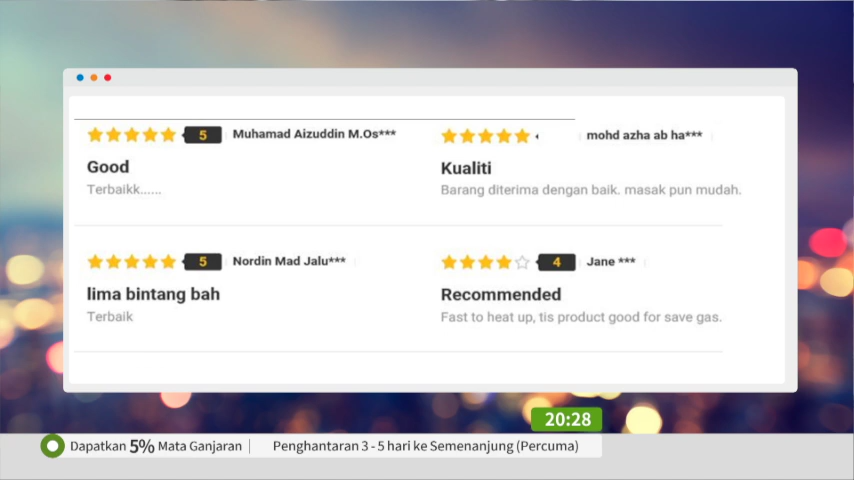 5 Muhamad Aizuddin M.Os***
Good
Terbaikk......
mohd azha ab ha***
Kualiti
Barang diterima dengan baik. masak pun mudah.
5 Nordin Mad Jalu***
lima bintang bah
Terbaik
4 Jane ***
Recommended
Fast to heat up, tis product good for save gas.
20:28
Dapatkan 5% Mata Ganjaran | Penghantaran 3 - 5 hari ke Semenanjung (Percuma)